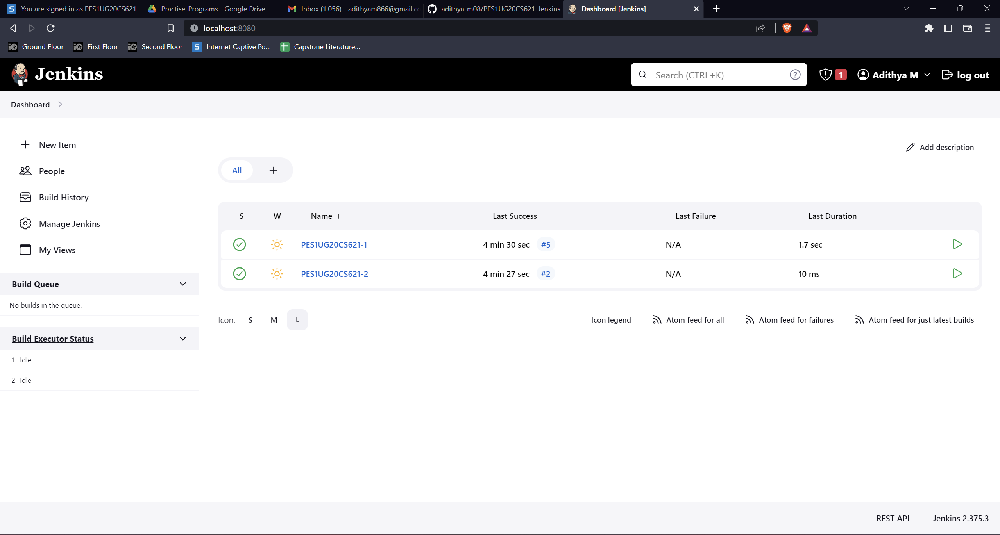 You are signed in as PES1UG20CS621
Practise_Programs - Google Drive
Inbox (1,056) - adithyam866@gmail.co
adithya-m08/PES1UG20CS621_Jenkins
Dashboard [Jenkins]
localhost:8080
Ground Floor
First Floor
Second Floor
Internet Captive Po...
Capstone Literature...
Jenkins
Search (CTRL+K)
1
Adithya M
log out
Dashboard
New Item
People
Build History
Manage Jenkins
My Views
Build Queue
No builds in the queue.
Build Executor Status
1 Idle
2 Idle
Add description
All
S W Name ↓ Last Success Last Failure Last Duration
PES1UG20CS621-1 4 min 30 sec #5 N/A 1.7 sec
PES1UG20CS621-2 4 min 27 sec #2 N/A 10 ms
Icon: S M L
Icon legend
Atom feed for all
Atom feed for failures
Atom feed for just latest builds
REST API
Jenkins 2.375.3